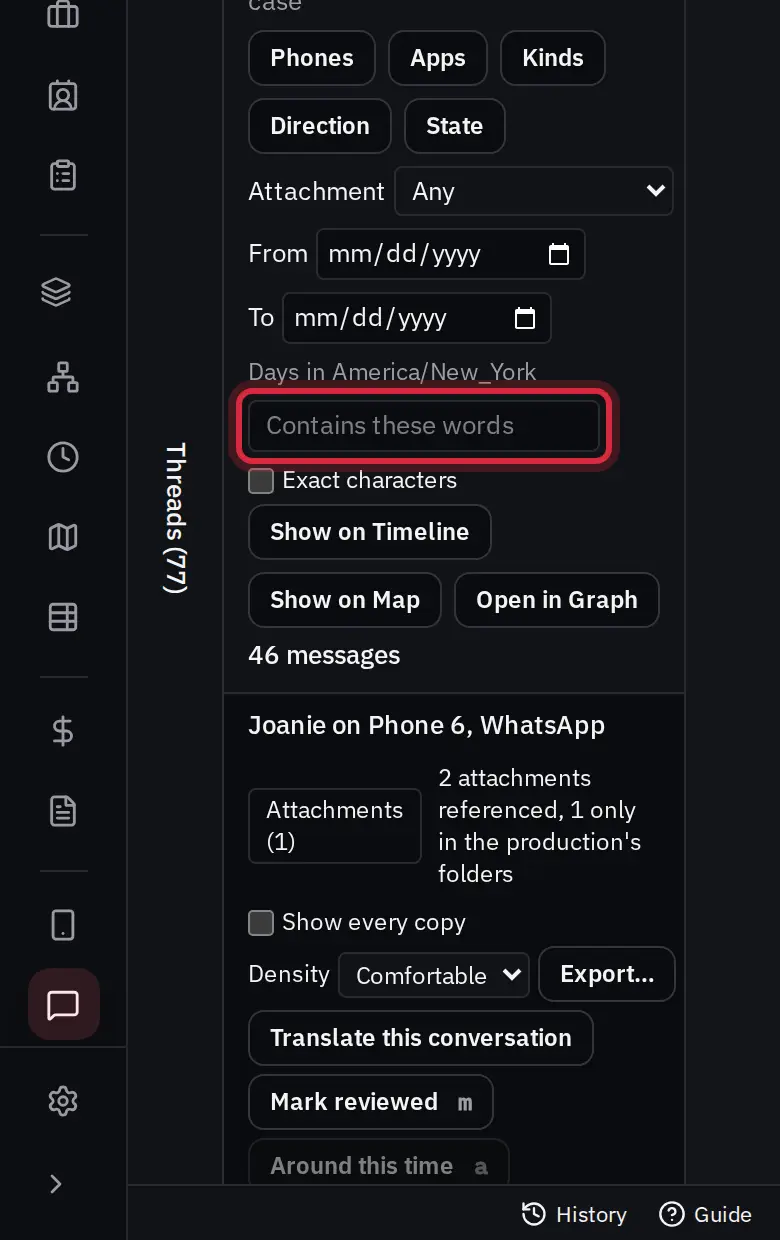 case
Phones
Apps
Kinds
Direction
State
Attachment Any
From mm/dd/yyyy
To mm/dd/yyyy
Days in America/New_York
Contains these words
Exact characters
Show on Timeline
Show on Map
Open in Graph
46 messages
Threads (77)
Joanie on Phone 6, WhatsApp
Attachments
(1)
2 attachments
referenced, 1 only
in the production's
folders
Show every copy
Density Comfortable
Export...
Translate this conversation
Mark reviewed m
Around this time a
History
Guide